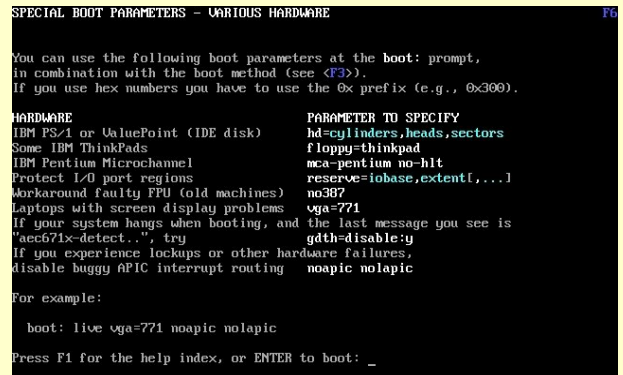 SPECIAL BOOT PARAMETERS - VARIOUS HARDWARE F6
You can use the following boot parameters at the boot: prompt,
in combination with the boot method (see <F3>).
If you use hex numbers you have to use the 0x prefix (e.g., 0x300).
HARDWARE PARAMETER TO SPECIFY
IBM PS/1 or ValuePoint (IDE disk) hd=cylinders,heads,sectors
Some IBM ThinkPads floppy=thinkpad
IBM Pentium Microchannel mca-pentium no-hlt
Protect I/O port regions reserve=iobase,extent[,...]
Workaround faulty FPU (old machines) no387
Laptops with screen display problems vga=771
If your system hangs when booting, and the last message you see is
"aec671x-detect..", try gdth=disable:y
If you experience lockups or other hardware failures,
disable buggy APIC interrupt routing noapic nolapic
For example:
boot: live vga=771 noapic nolapic
Press F1 for the help index, or ENTER to boot: _